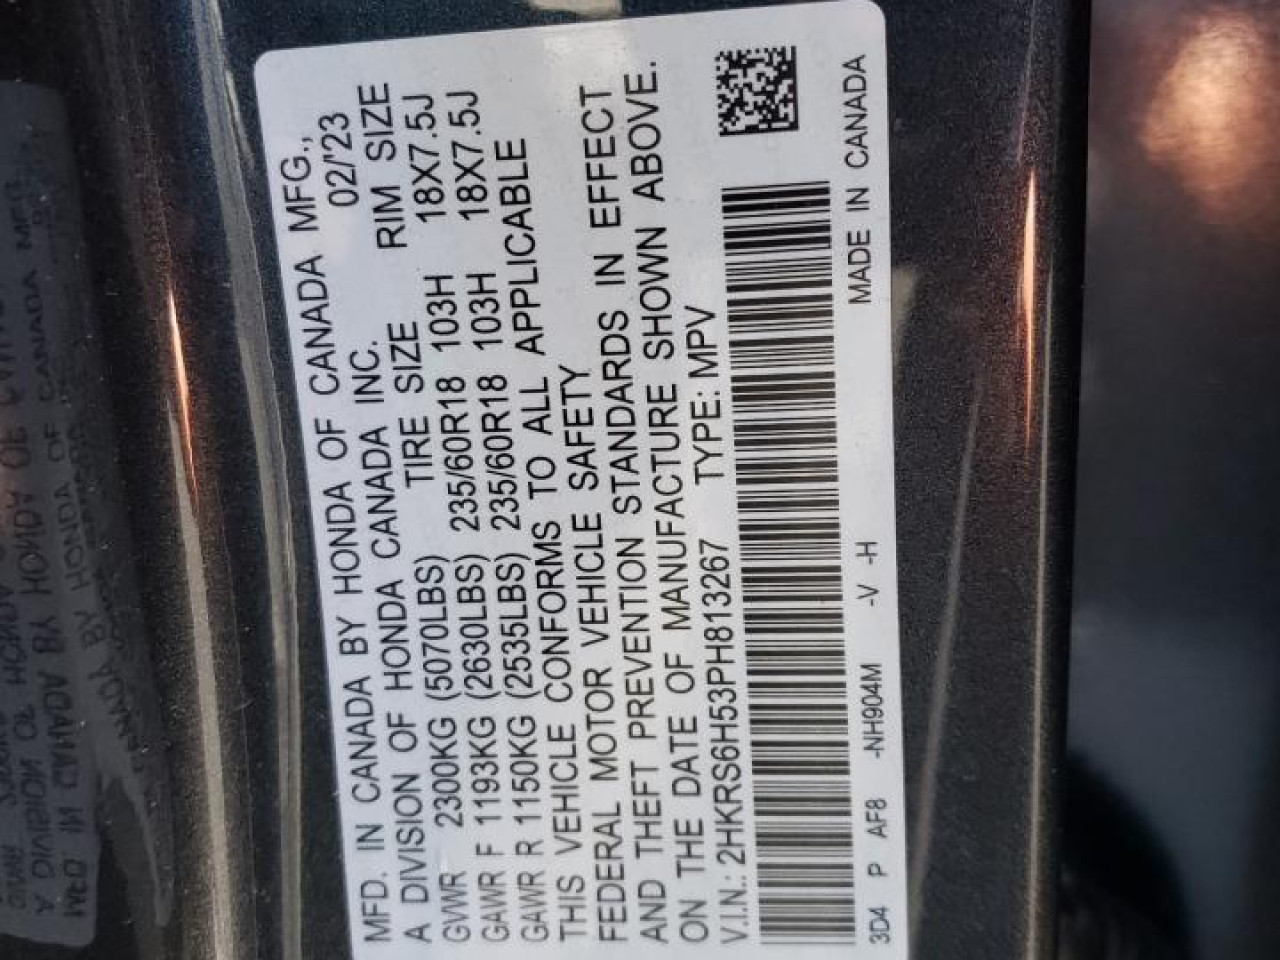 MFD. IN CANADA BY HONDA OF CANADA MFG.,
A DIVISION OF HONDA CANADA INC. 02/'23
GVWR 2300KG (5070LBS) TIRE SIZE RIM SIZE
GAWR F 1193KG (2630LBS) 235/60R18 103H 18X7.5J
GAWR R 1150KG (2535LBS) 235/60R18 103H 18X7.5J
THIS VEHICLE CONFORMS TO ALL APPLICABLE
FEDERAL MOTOR VEHICLE SAFETY
AND THEFT PREVENTION STANDARDS IN EFFECT
ON THE DATE OF MANUFACTURE SHOWN ABOVE.
V.I.N.: 2HKRS6H53PH813267 TYPE: MPV
3D4 P AF8 -NH904M -V -H MADE IN CANADA